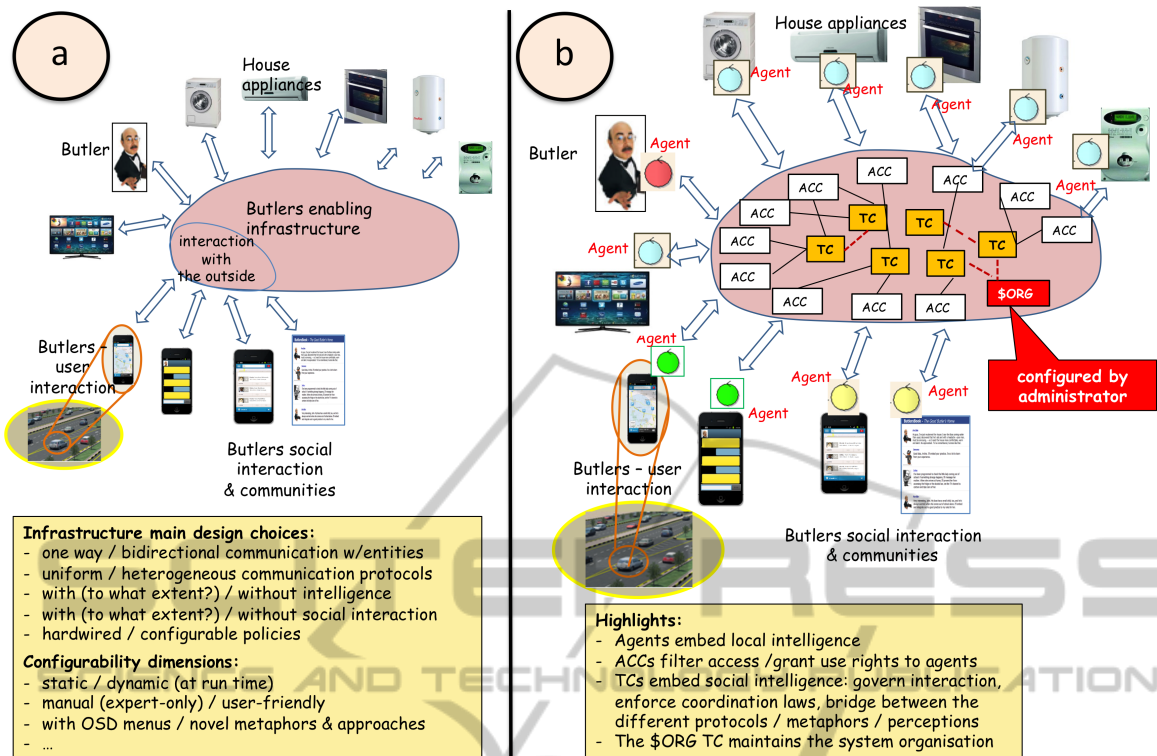 a
House
appliances
Butler
Butlers enabling
infrastructure
interaction
with
the outside
Butlers –
user
interaction
Butlers social
interaction
& communities
Infrastructure main design choices:
- one way / bidirectional communication w/entities
- uniform / heterogeneous communication protocols
- with (to what extent?) / without intelligence
- with (to what extent?) / without social interaction
- hardwired / configurable policies
Configurability dimensions:
- static / dynamic (at run time)
- manual (expert-only) / user-friendly
- with OSD menus / novel metaphors & approaches
- …
b
House appliances
Agent
Agent
Agent
Agent
Agent
Butler
Agent
Agent
ACC
ACC
ACC
ACC
ACC
ACC
ACC
ACC
ACC
ACC
ACC
TC
TC
TC
TC
TC
TC
$ORG
configured by
administrator
Agent
Agent
Agent
Agent
Butlers – user
interaction
Butlers social interaction
& communities
Highlights:
- Agents embed local intelligence
- ACCs filter access /grant use rights to agents
- TCs embed social intelligence: govern interaction,
enforce coordination laws, bridge between the
different protocols / metaphors / perceptions
- The $ORG TC maintains the system organisation
SCITEPRESS
SCIENCE AND TECHNOLOGY PUBLICATIONS